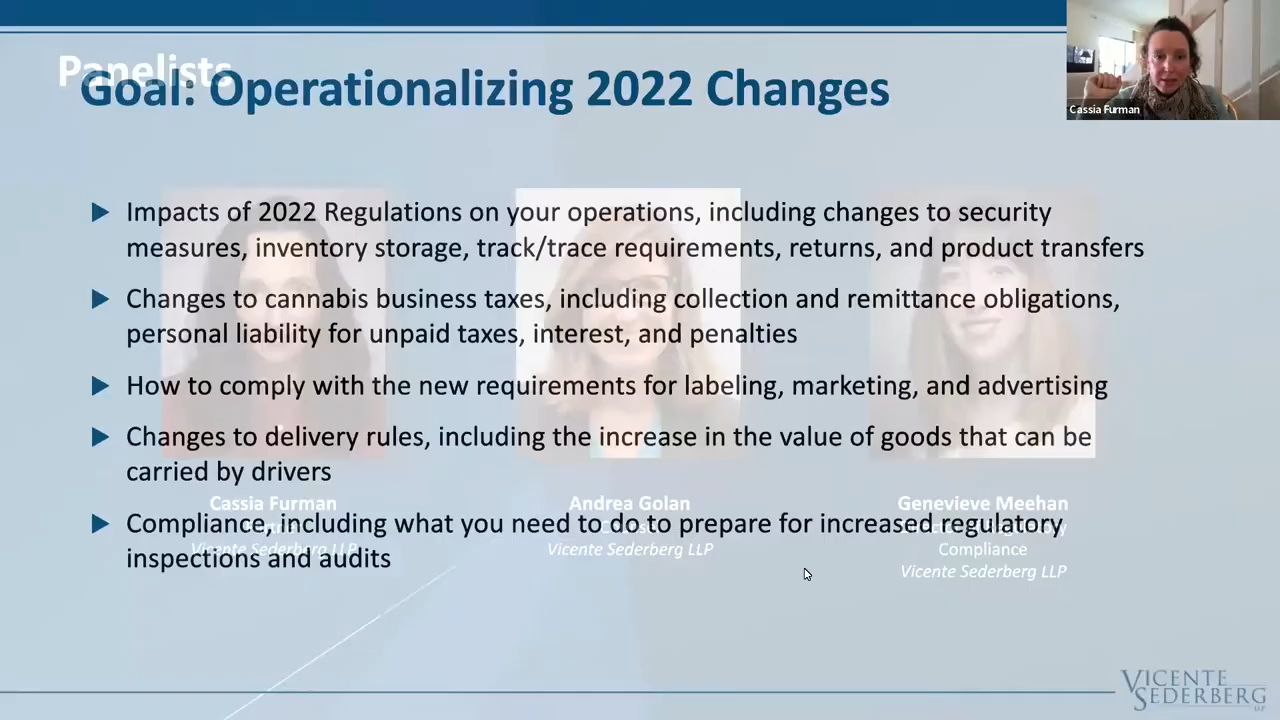 Panelists
Goal: Operationalizing 2022 Changes
Cassia Furman
Impacts of 2022 Regulations on your operations, including changes to security
measures, inventory storage, track/trace requirements, returns, and product transfers
Changes to cannabis business taxes, including collection and remittance obligations,
personal liability for unpaid taxes, interest, and penalties
How to comply with the new requirements for labeling, marketing, and advertising
Changes to delivery rules, including the increase in the value of goods that can be
carried by drivers
Cassia Furman
Andrea Golan
Genevieve Meehan
Compliance, including what you need to do to prepare for increased regulatory
inspections and audits
Vicente Sederberg LLP
Vicente Sederberg LLP
Compliance
Vicente Sederberg LLP
VICENTE
SEDERBERG
LLP